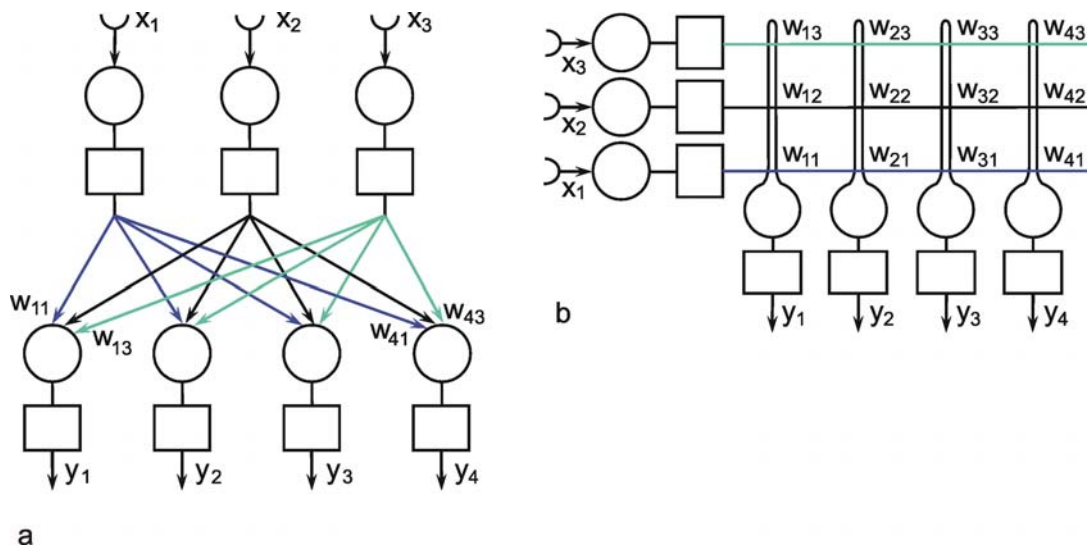 x1 x2 x3
w11 w13 w41 w43
y1 y2 y3 y4
a
x3 w13 w23 w33 w43
x2 w12 w22 w32 w42
x1 w11 w21 w31 w41
y1 y2 y3 y4
b